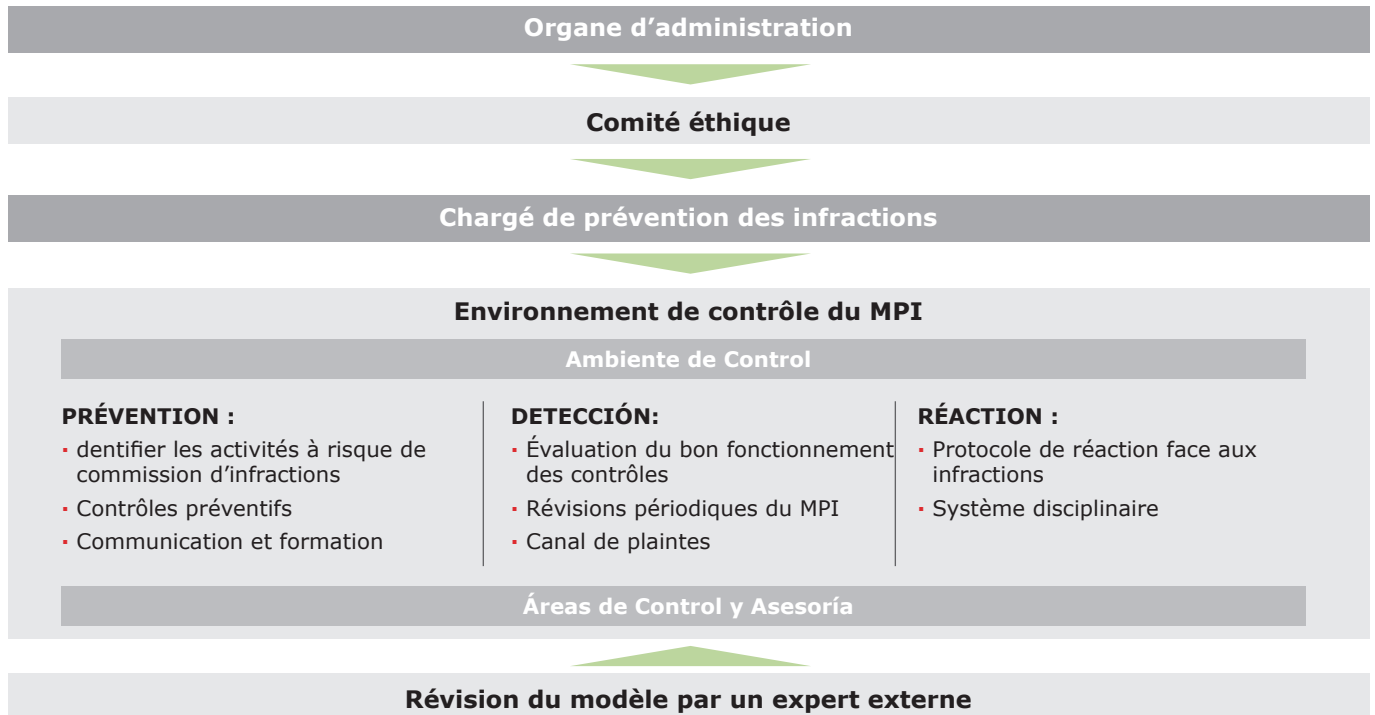 Organe d’administration
Comité éthique
Chargé de prévention des infractions
Environnement de contrôle du MPI
Ambiente de Control
PRÉVENTION :
· dentifier les activités à risque de
commission d’infractions
· Contrôles préventifs
· Communication et formation
DETECCIÓN:
· Évaluation du bon fonctionnement
des contrôles
· Révisions périodiques du MPI
· Canal de plaintes
RÉACTION :
· Protocole de réaction face aux
infractions
· Système disciplinaire
Áreas de Control y Asesoría
Révision du modèle par un expert externe